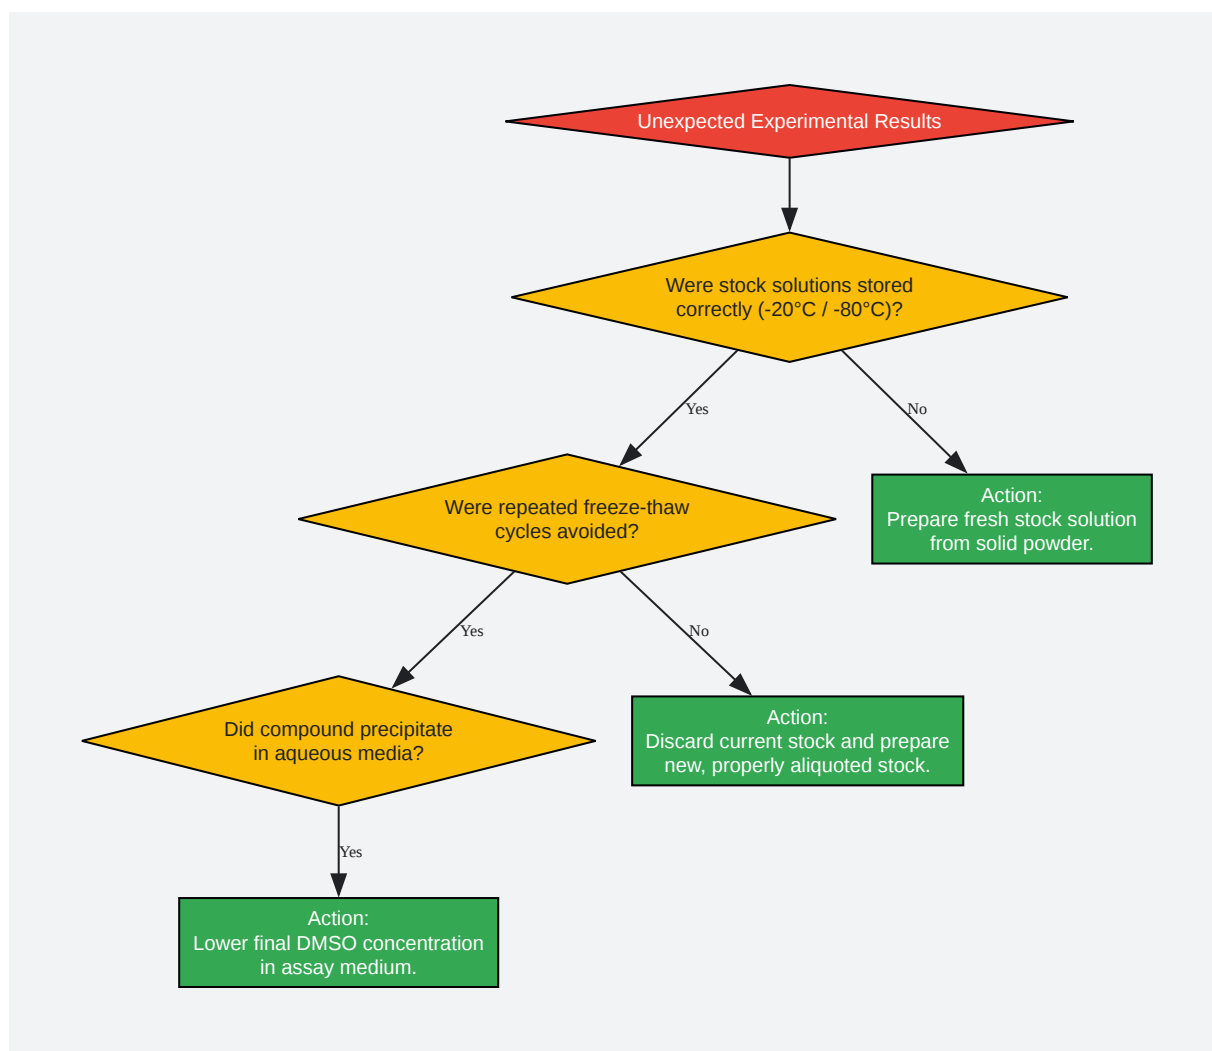 Unexpected Experimental Results
Were stock solutions stored
correctly (-20°C / -80°C)?
Yes
No
Were repeated freeze-thaw
cycles avoided?
Action:
Prepare fresh stock solution
from solid powder.
Yes
No
Did compound precipitate
in aqueous media?
Action:
Discard current stock and prepare
new, properly aliquoted stock.
Yes
Action:
Lower final DMSO concentration
in assay medium.